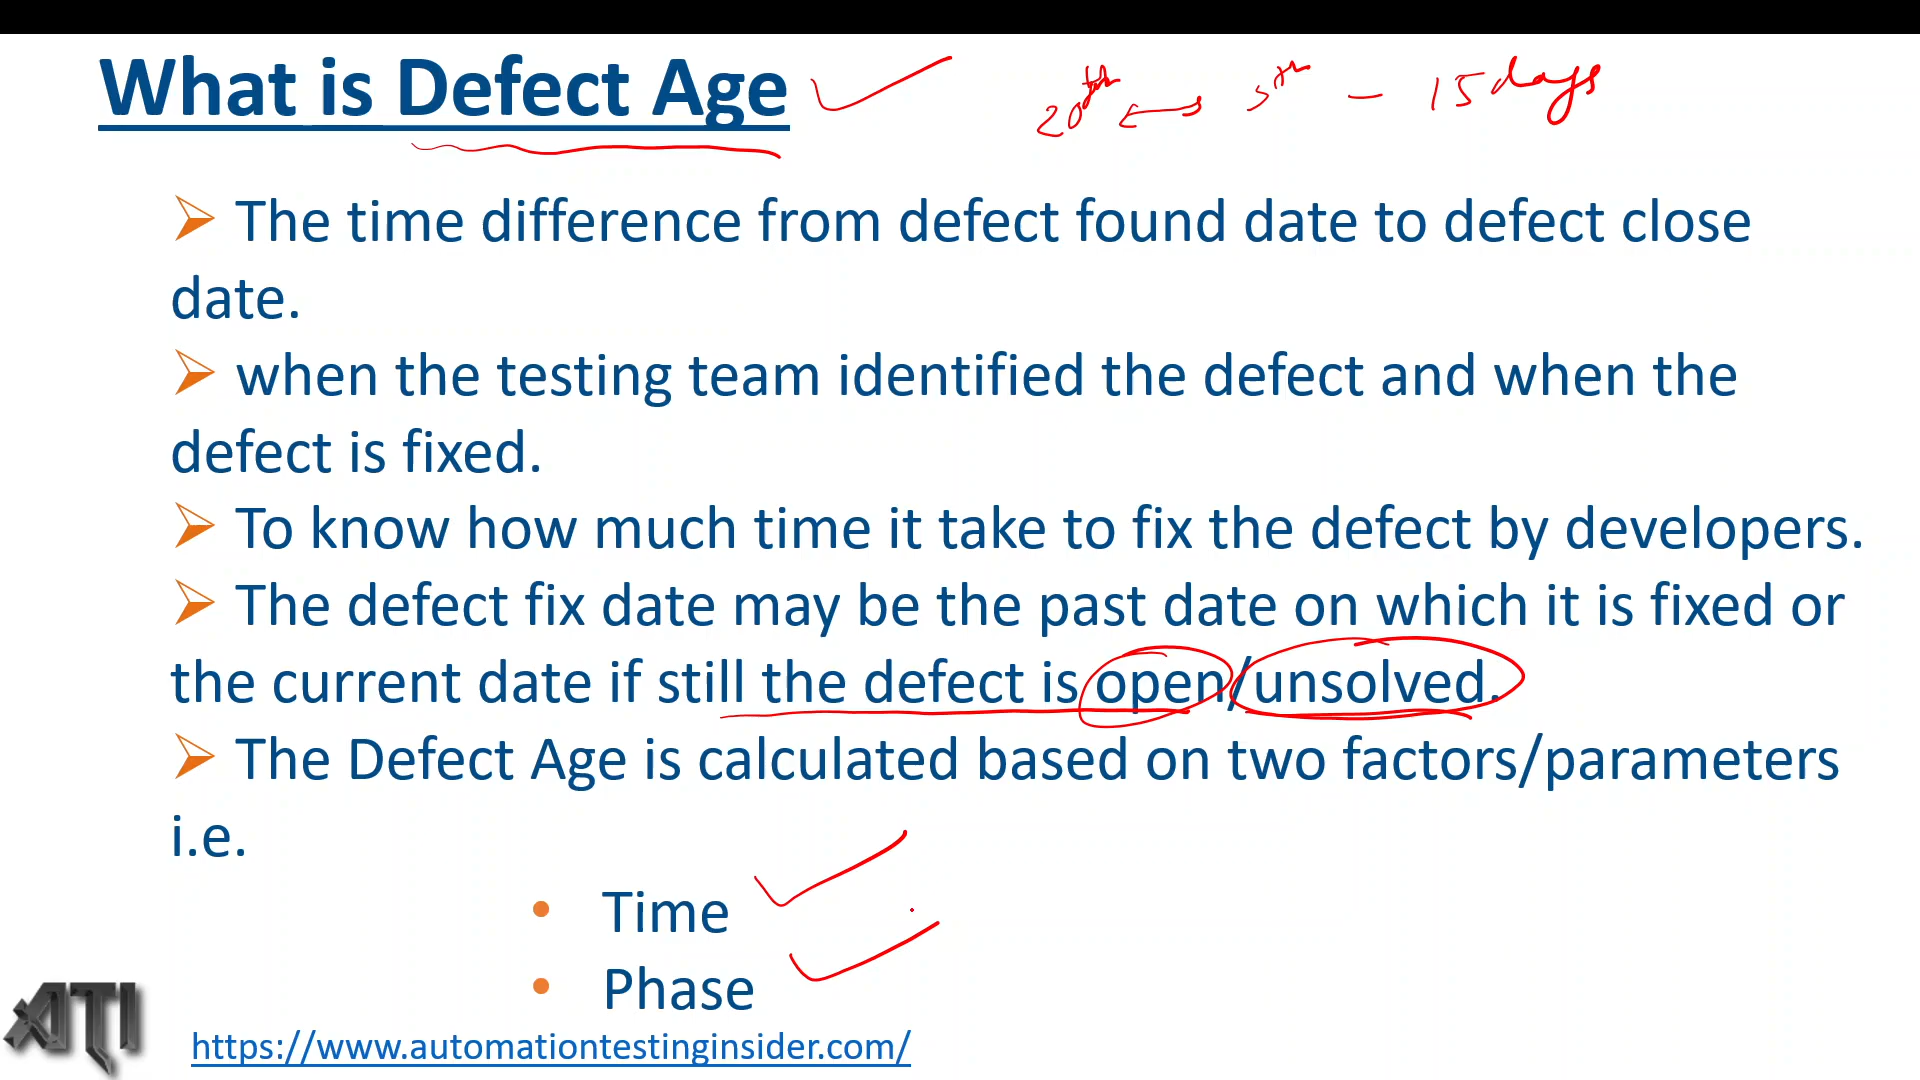 What is Defect Age
20th ← 5th - 15 days
➢ The time difference from defect found date to defect close
date.
➢ when the testing team identified the defect and when the
defect is fixed.
➢ To know how much time it take to fix the defect by developers.
➢ The defect fix date may be the past date on which it is fixed or
the current date if still the defect is open/unsolved.
➢ The Defect Age is calculated based on two factors/parameters
i.e.
• Time
• Phase
ATI
https://www.automationtestinginsider.com/